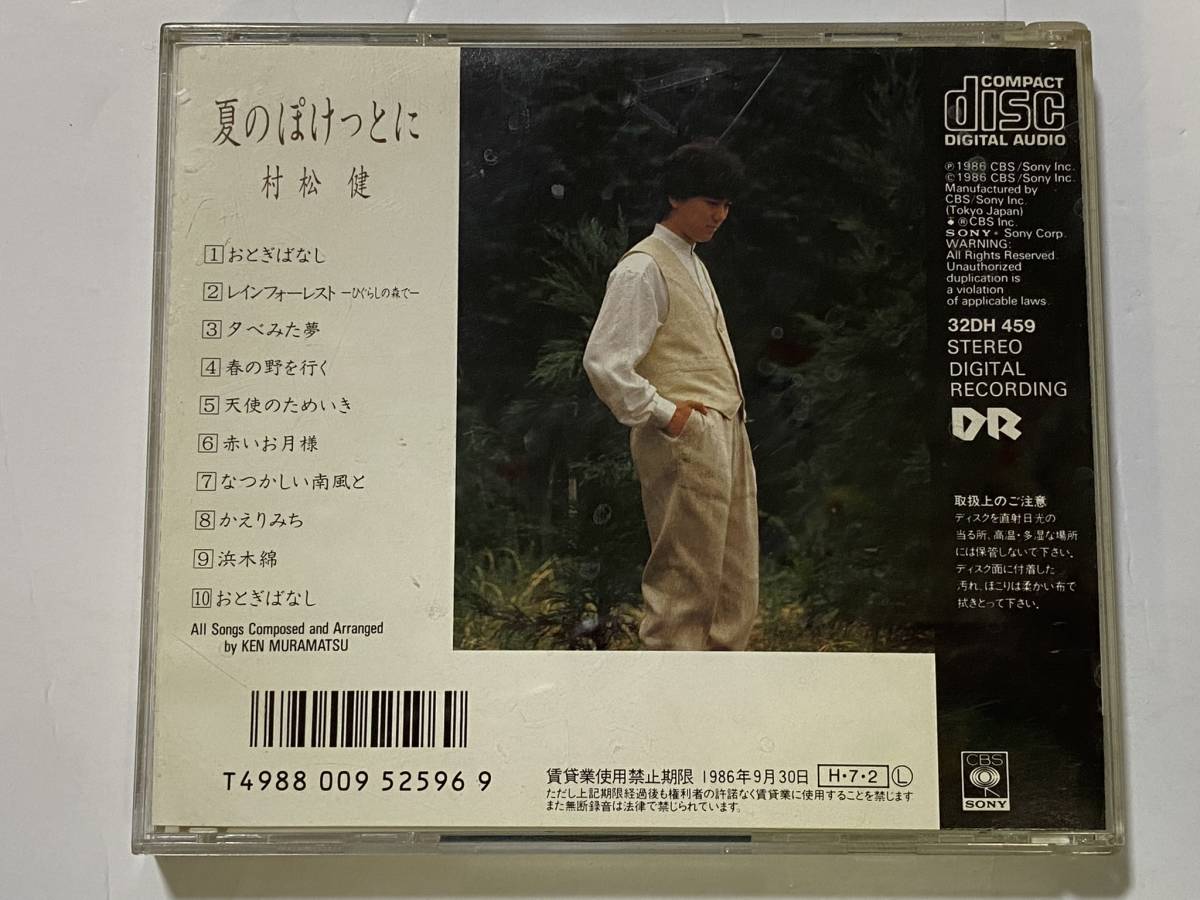 夏のぽけっとに
村松 健
1 おとぎばなし
2 レインフォーレスト ーひぐらしの森でー
3 夕べみた夢
4 春の野を行く
5 天使のためいき
6 赤いお月様
7 なつかしい南風と
8 かえりみち
9 浜木綿
10 おとぎばなし
All Songs Composed and Arranged
by KEN MURAMATSU
T4988 009 52596 9
賃貸業使用禁止期限 1986年9月30日 H・7・2 L
ただし上記期限経過後も権利者の許諾なく賃貸業に使用することを禁じます
また無断録音は法律で禁じられています。
COMPACT
disc
DIGITAL AUDIO
℗ 1986 CBS/Sony Inc.
© 1986 CBS/Sony Inc.
Manufactured by
CBS/Sony Inc.
(Tokyo Japan)
® CBS Inc.
SONY® Sony Corp.
WARNING:
All Rights Reserved.
Unauthorized
duplication is
a violation
of applicable laws.
32DH 459
STEREO
DIGITAL
RECORDING
DR
取扱上のご注意
ディスクを直射日光の
当る所、高温・多湿な場所
には保管しないで下さい。
ディスク面に付着した
汚れ、ほこりは柔かい布で
拭きとって下さい。
CBS
SONY